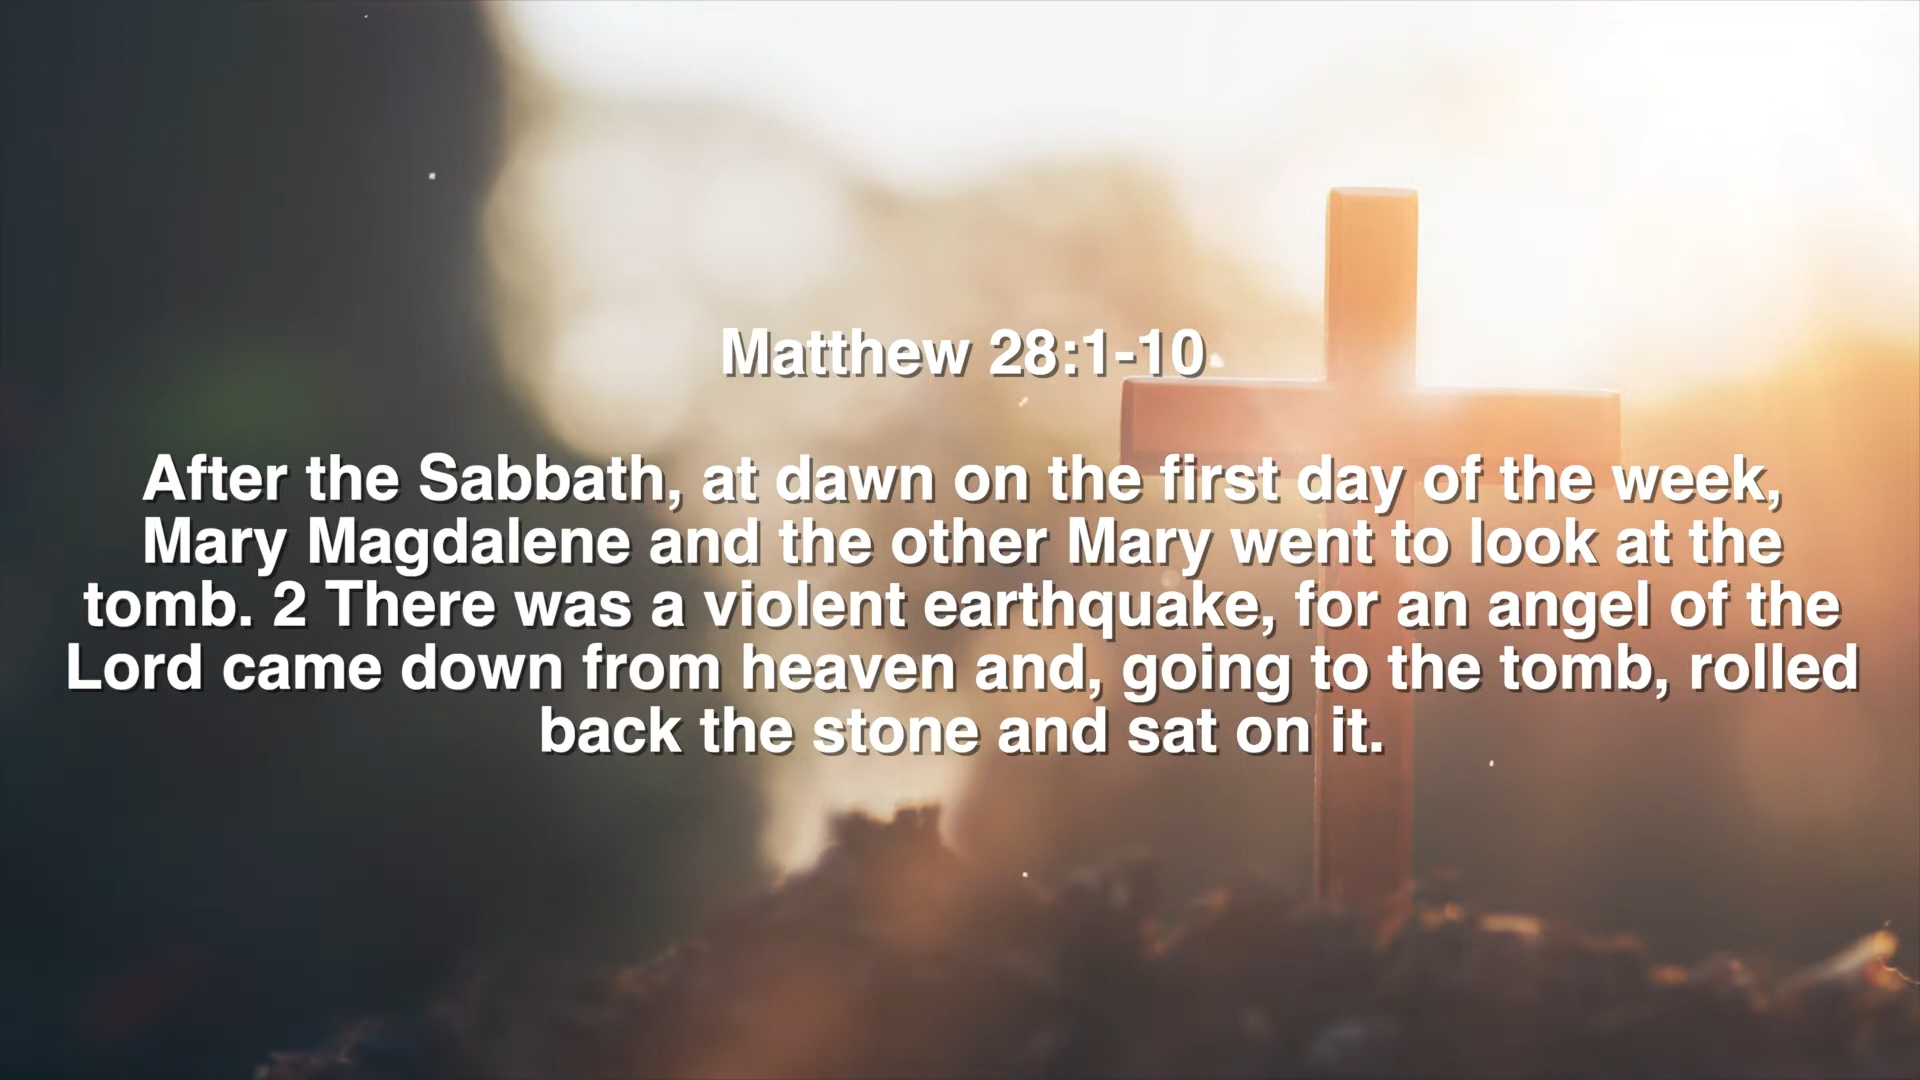 Matthew 28:1-10
After the Sabbath, at dawn on the first day of the week,
Mary Magdalene and the other Mary went to look at the
tomb. 2 There was a violent earthquake, for an angel of the
Lord came down from heaven and, going to the tomb, rolled
back the stone and sat on it.